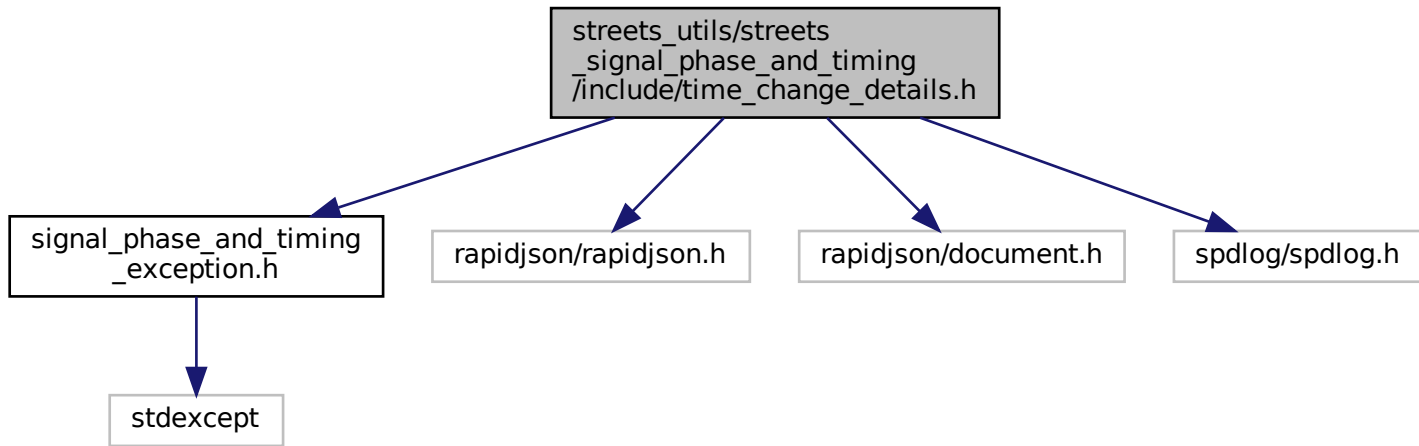 streets_utils/streets
_signal_phase_and_timing
/include/time_change_details.h
signal_phase_and_timing
_exception.h
rapidjson/rapidjson.h
rapidjson/document.h
spdlog/spdlog.h
stdexcept